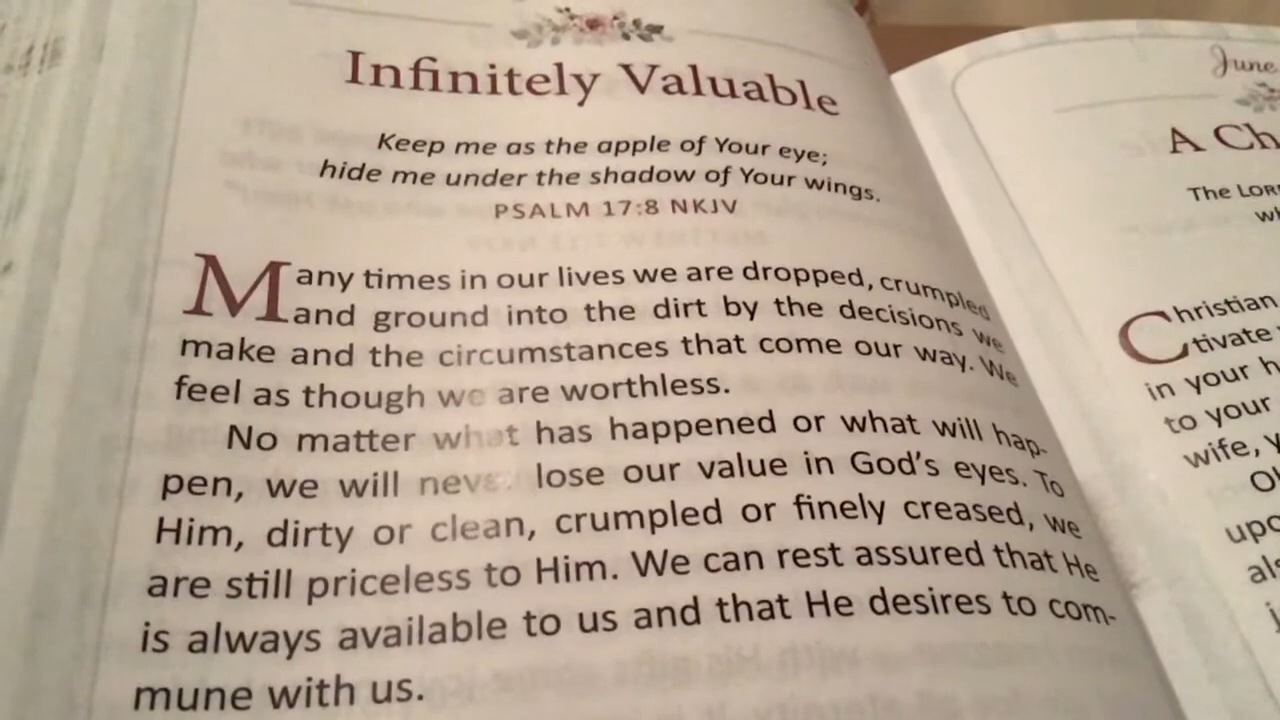 Infinitely Valuable
Keep me as the apple of Your eye;
hide me under the shadow of Your wings.
PSALM 17:8 NKJV
Many times in our lives we are dropped, crumpled
and ground into the dirt by the decisions we
make and the circumstances that come our way. We
feel as though we are worthless.
No matter what has happened or what will hap-
pen, we will never lose our value in God's eyes. To
Him, dirty or clean, crumpled or finely creased, we
are still priceless to Him. We can rest assured that He
is always available to us and that He desires to com-
mune with us.
June
A Ch
The LORD
wh
Christian
tivate
in your h
to your
wife, y
upo
als